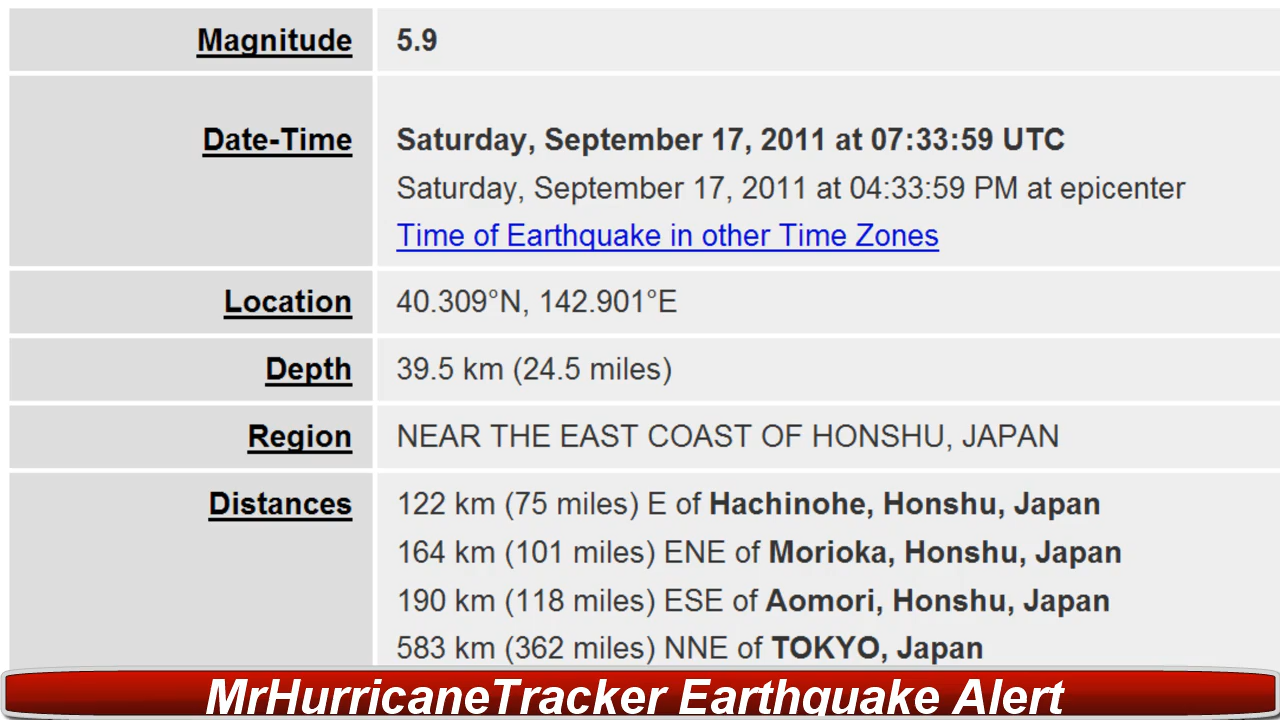 Magnitude 5.9
Date-Time Saturday, September 17, 2011 at 07:33:59 UTC
Saturday, September 17, 2011 at 04:33:59 PM at epicenter
Time of Earthquake in other Time Zones
Location 40.309°N, 142.901°E
Depth 39.5 km (24.5 miles)
Region NEAR THE EAST COAST OF HONSHU, JAPAN
Distances 122 km (75 miles) E of Hachinohe, Honshu, Japan
164 km (101 miles) ENE of Morioka, Honshu, Japan
190 km (118 miles) ESE of Aomori, Honshu, Japan
583 km (362 miles) NNE of TOKYO, Japan
MrHurricaneTracker Earthquake Alert